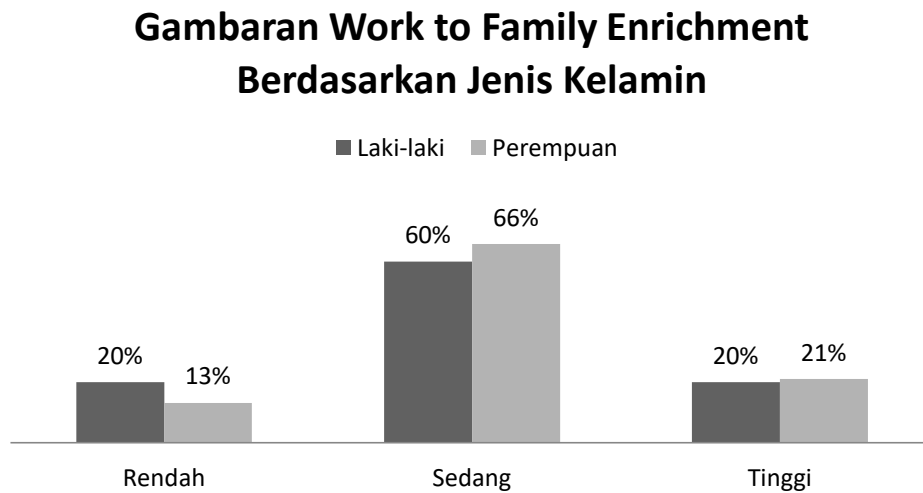 Gambaran Work to Family Enrichment
Berdasarkan Jenis Kelamin
Laki-laki Perempuan
20% 13% 60% 66% 20% 21%
Rendah Sedang Tinggi